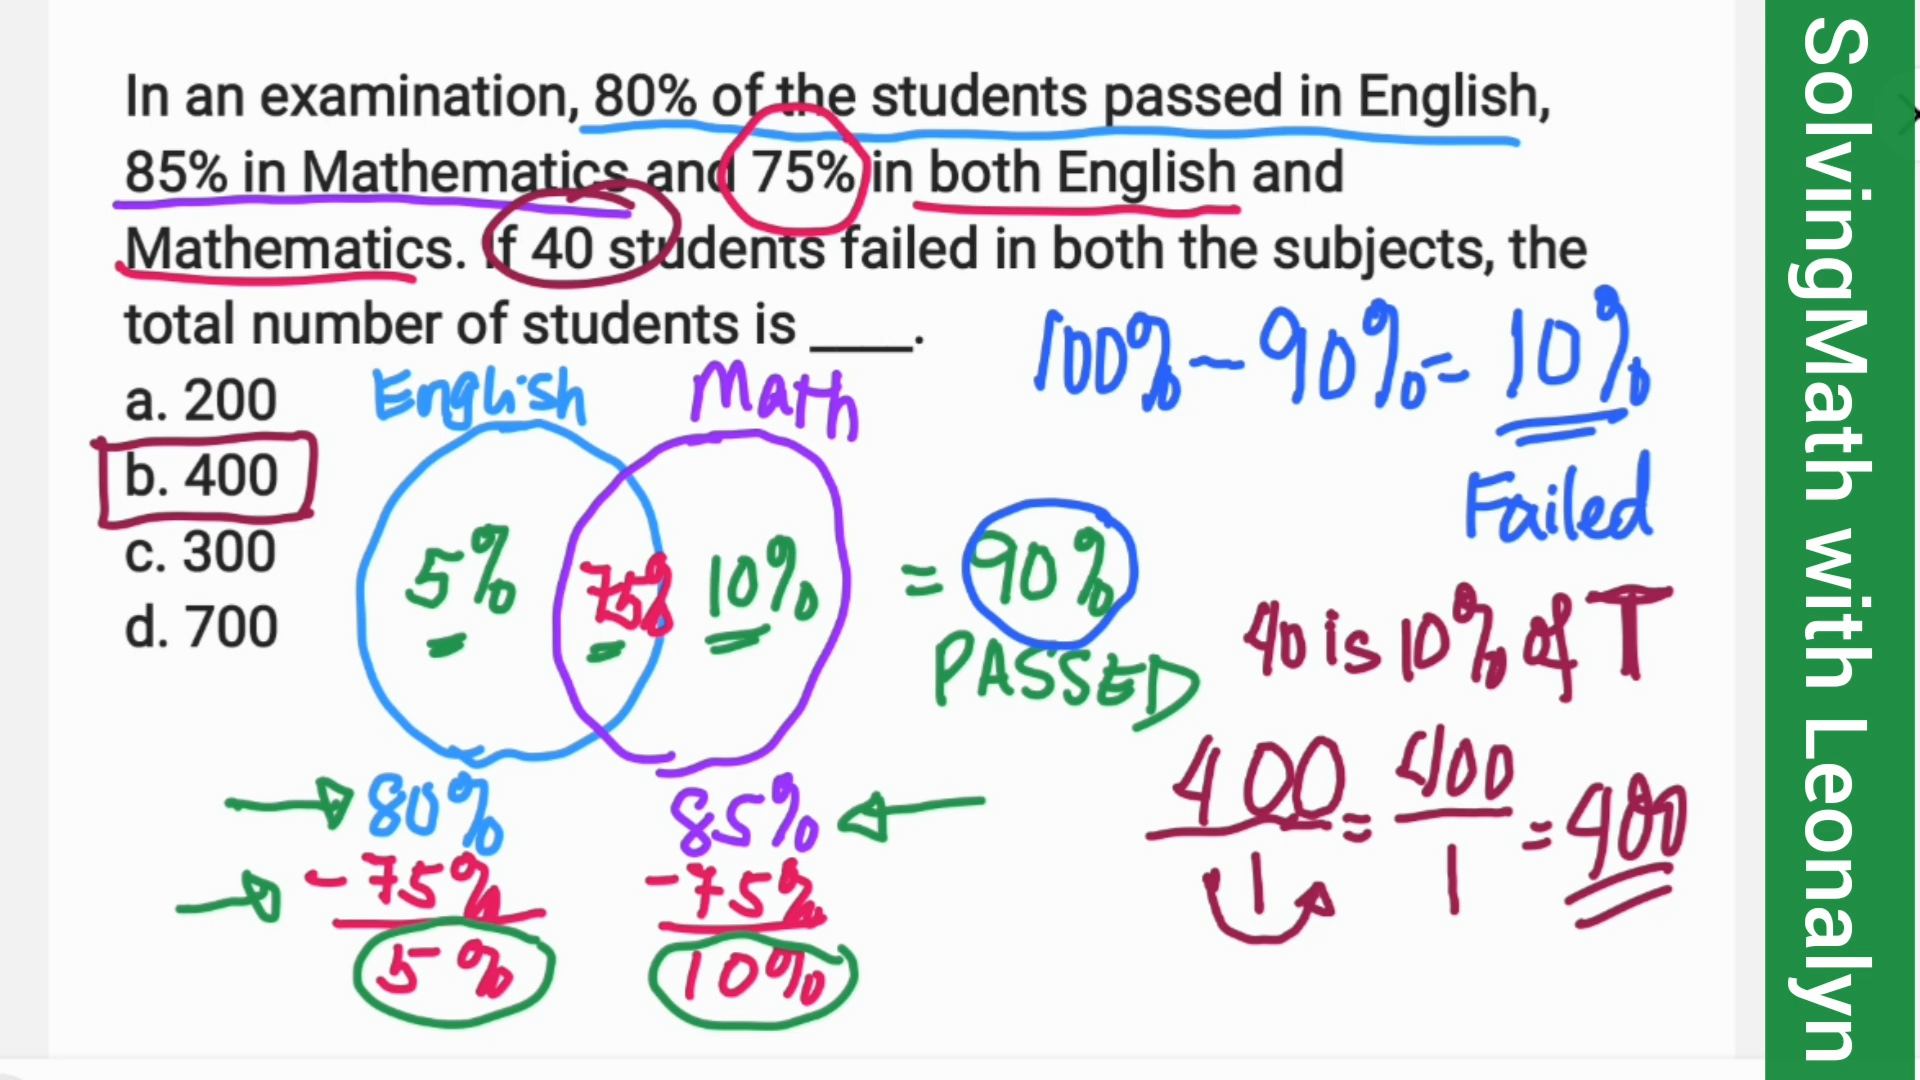 In an examination, 80% of the students passed in English,
85% in Mathematics and 75% in both English and
Mathematics. If 40 students failed in both the subjects, the
total number of students is ____.
a. 200
b. 400
c. 300
d. 700
English
Math
5%
75%
10%
= 90%
PASSED
80%
- 75%
5%
85%
- 75%
10%
100% - 90% = 10%
Failed
40 is 10% of T
400 = 400 = 400
1 1
SolvingMath with Leonalyn